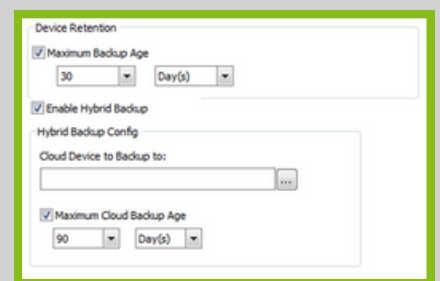 Device Retention
Maximum Backup Age
30 Day(s)
Enable Hybrid Backup
Hybrid Backup Config
Cloud Device to Backup to:
...
Maximum Cloud Backup Age
90 Day(s)